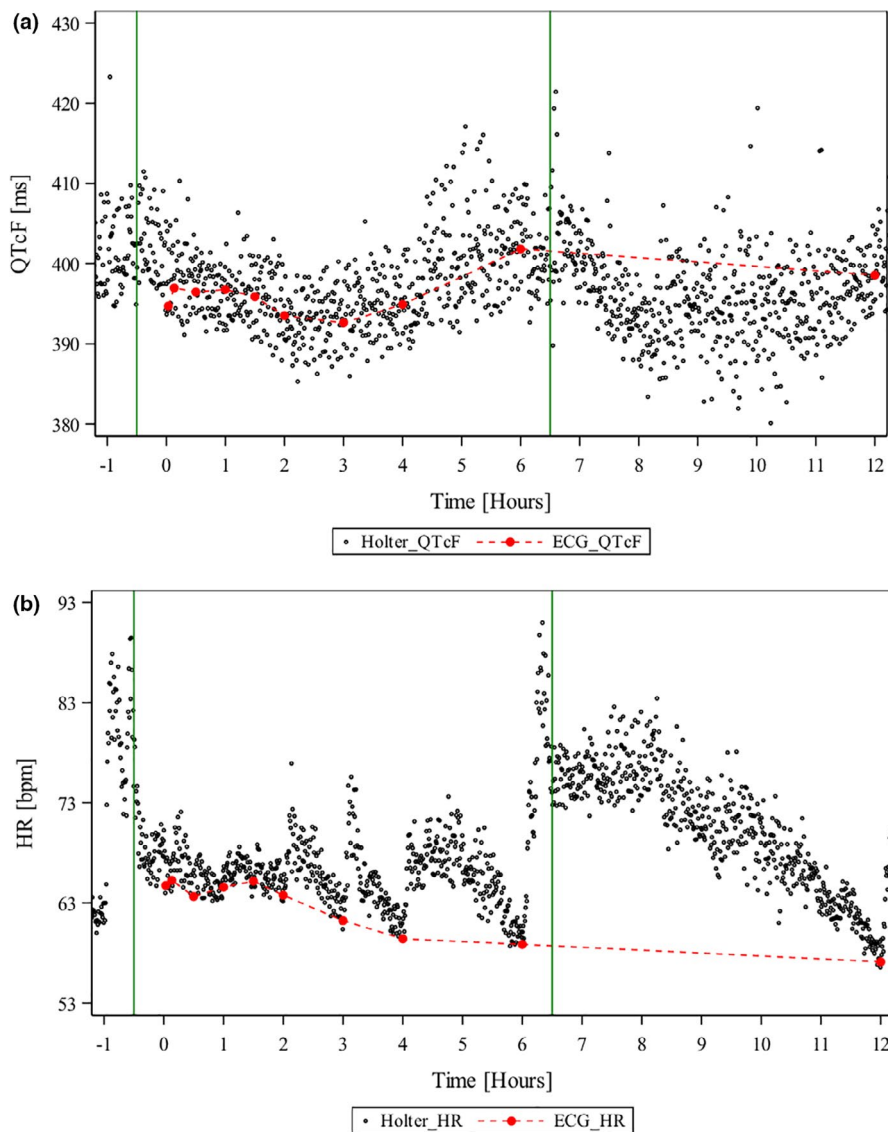 (a)
430
420
410
400
390
380
QTcF [ms]
-1 0 1 2 3 4 5 6 7 8 9 10 11 12
Time [Hours]
Holter_QTcF ECG_QTcF
(b)
93
83
73
63
53
HR [bpm]
-1 0 1 2 3 4 5 6 7 8 9 10 11 12
Time [Hours]
Holter_HR ECG_HR